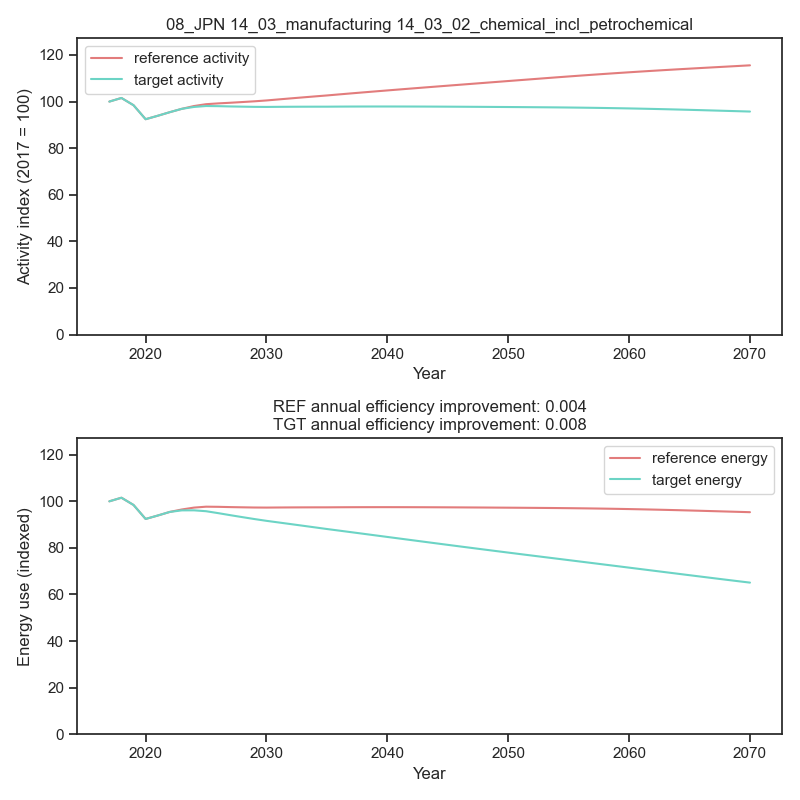 08_JPN 14_03_manufacturing 14_03_02_chemical_incl_petrochemical
Activity index (2017 = 100)
120
100
80
60
40
20
0
reference activity
target activity
2020 2030 2040 2050 2060 2070
Year
REF annual efficiency improvement: 0.004
TGT annual efficiency improvement: 0.008
Energy use (indexed)
120
100
80
60
40
20
0
reference energy
target energy
2020 2030 2040 2050 2060 2070
Year